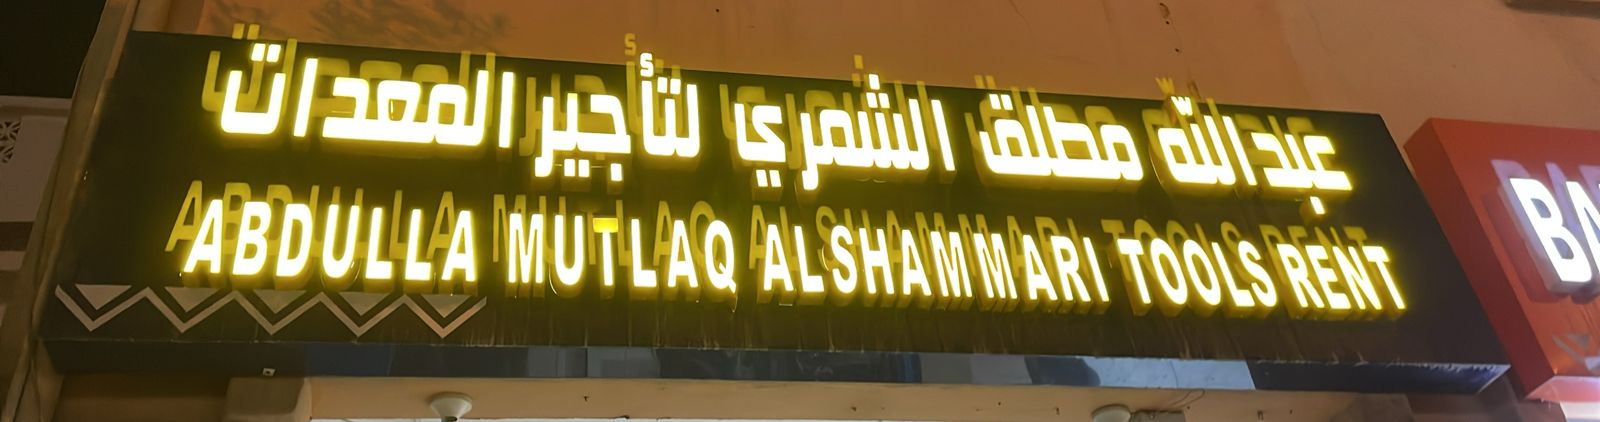 عبدالله مطلق الشمري لتأجير المعدات
ABDULLA MUTLAQ ALSHAMMARI TOOLS RENT